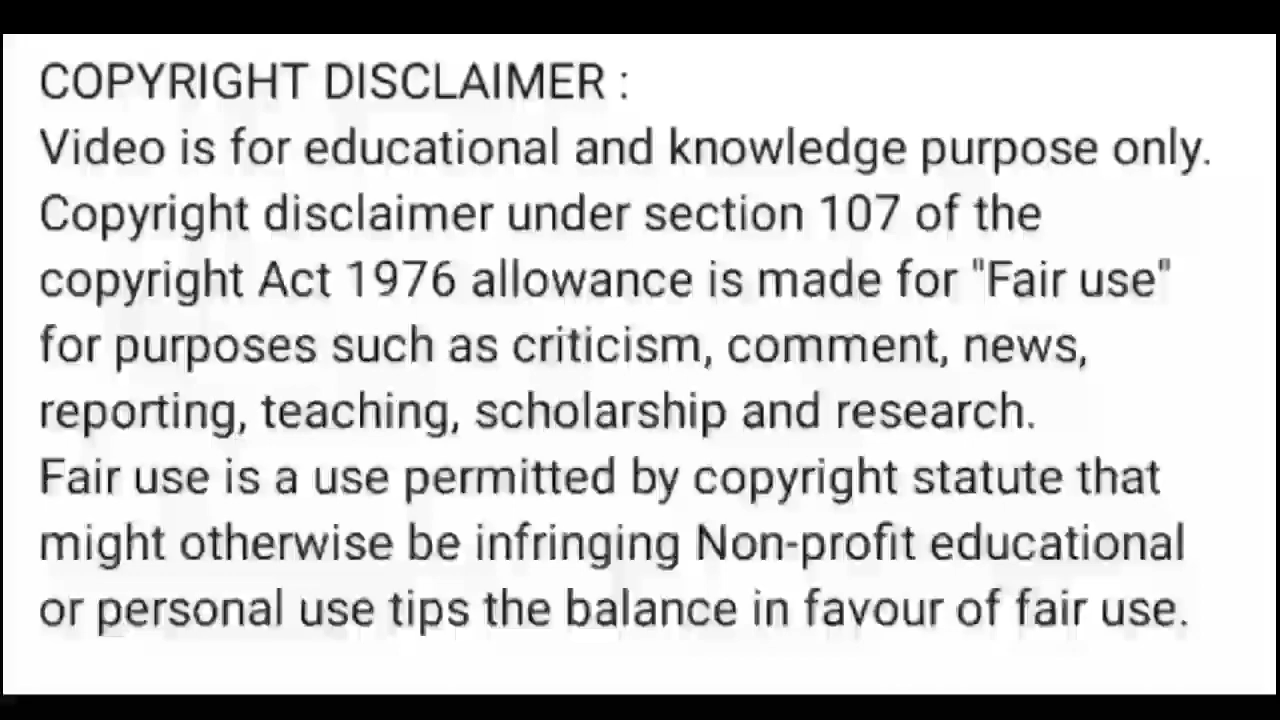 COPYRIGHT DISCLAIMER :
Video is for educational and knowledge purpose only.
Copyright disclaimer under section 107 of the
copyright Act 1976 allowance is made for "Fair use"
for purposes such as criticism, comment, news,
reporting, teaching, scholarship and research.
Fair use is a use permitted by copyright statute that
might otherwise be infringing Non-profit educational
or personal use tips the balance in favour of fair use.